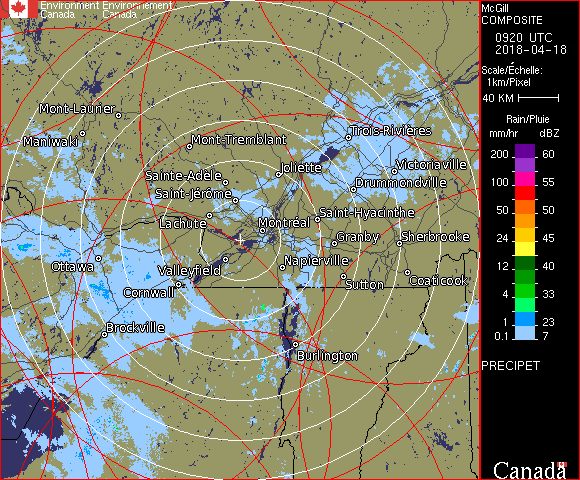 Environment Environnement
Canada Canada
McGill
COMPOSITE
0920 UTC
2018-04-18
Scale/Échelle:
1km/Pixel
40 KM
Rain/Pluie
mm/hr dBZ
200 60
100 55
50 50
24 45
12 40
4 33
1 23
0.1 7
PRECIPET
Canada
Mont-Laurier
Maniwaki
Mont-Tremblant
Trois-Rivières
Joliette
Victoriaville
Sainte-Adèle
Drummondville
Saint-Jérôme
Saint-Hyacinthe
Lachute
Montréal
Granby
Sherbrooke
Ottawa
Valleyfield
Napierville
Cornwall
Sutton
Coaticook
Brockville
Burlington